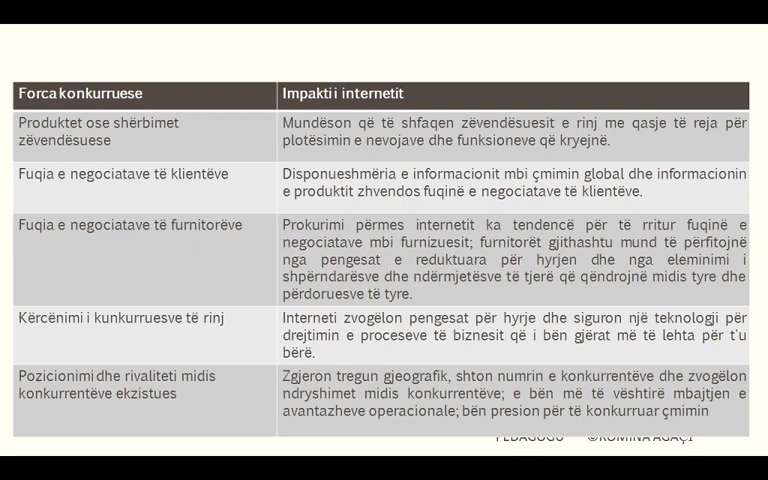 Forca konkurruese
Impakti i internetit
Produktet ose shërbimet
zëvendësuese
Mundëson që të shfaqen zëvendësuesit e rinj me qasje të reja për
plotësimin e nevojave dhe funksioneve që kryejnë.
Fuqia e negociatave të klientëve
Disponueshmëria e informacionit mbi çmimin global dhe informacionin
e produktit zhvendos fuqinë e negociatave të klientëve.
Fuqia e negociatave të furnitorëve
Prokurimi përmes internetit ka tendencë për të rritur fuqinë e
negociatave mbi furnizuesit; furnitorët gjithashtu mund të përfitojnë
nga pengesat e reduktuara për hyrjen dhe nga eleminimi i
shpërndarësve dhe ndërmjetësve të tjerë që qëndrojnë midis tyre dhe
përdoruesve të tyre.
Kërcënimi i kunkurruesve të rinj
Interneti zvogëlon pengesat për hyrje dhe siguron një teknologji për
drejtimin e proceseve të biznesit që i bën gjërat më të lehta për t'u
bërë.
Pozicionimi dhe rivaliteti midis
konkurrentëve ekzistues
Zgjeron tregun gjeografik, shton numrin e konkurrentëve dhe zvogëlon
ndryshimet midis konkurrentëve; e bën më të vështirë mbajtjen e
avantazheve operacionale; bën presion për të konkurruar çmimin
PEDAGOGU ©ROMINA AGAÇI